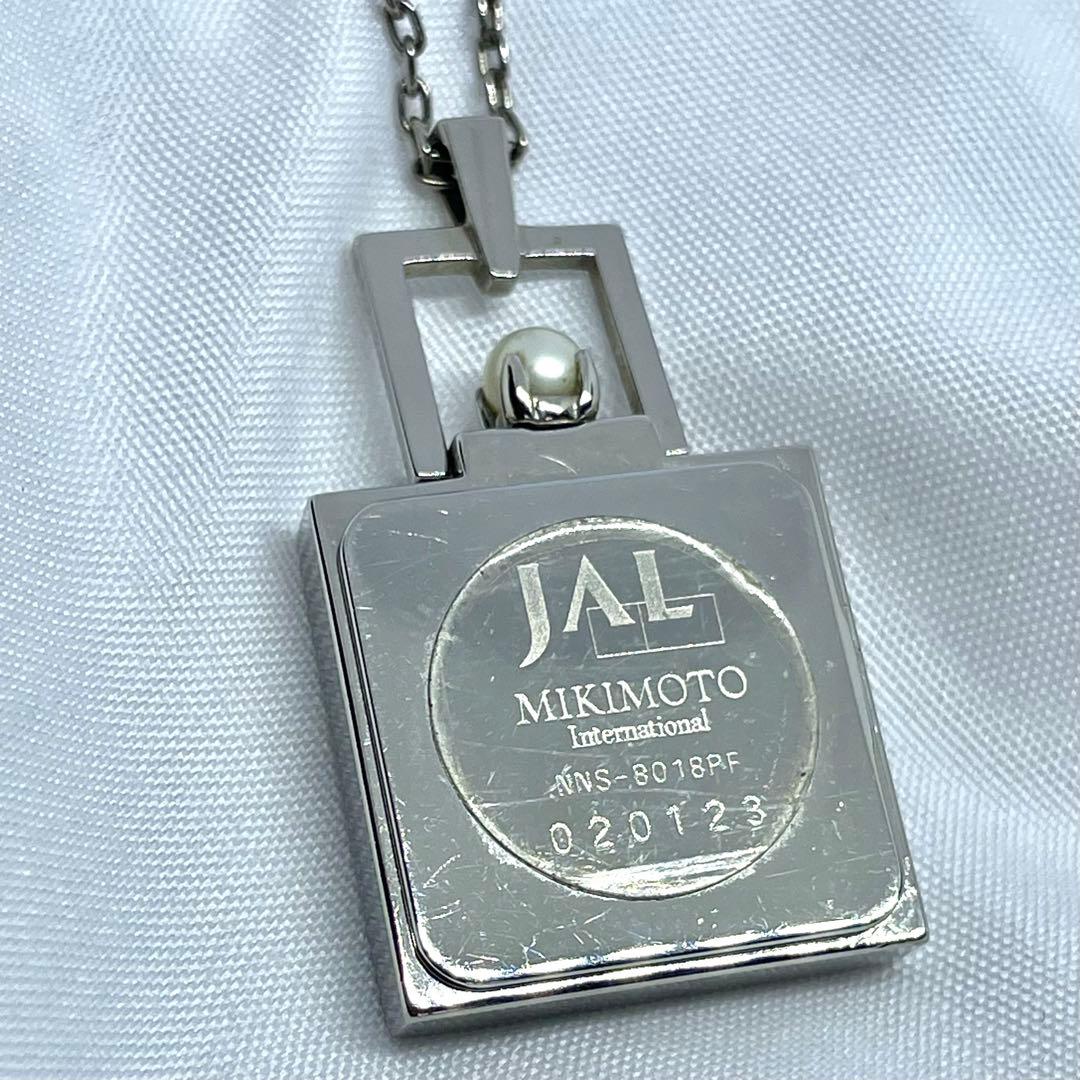 JAL
MIKIMOTO
International
NNS-8018PF
020123